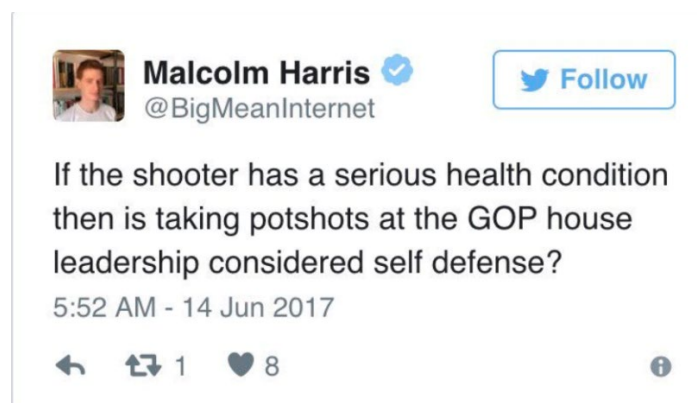 Malcolm Harris
Follow
@BigMeanInternet
If the shooter has a serious health condition
then is taking potshots at the GOP house
leadership considered self defense?
5:52 AM - 14 Jun 2017
1 8